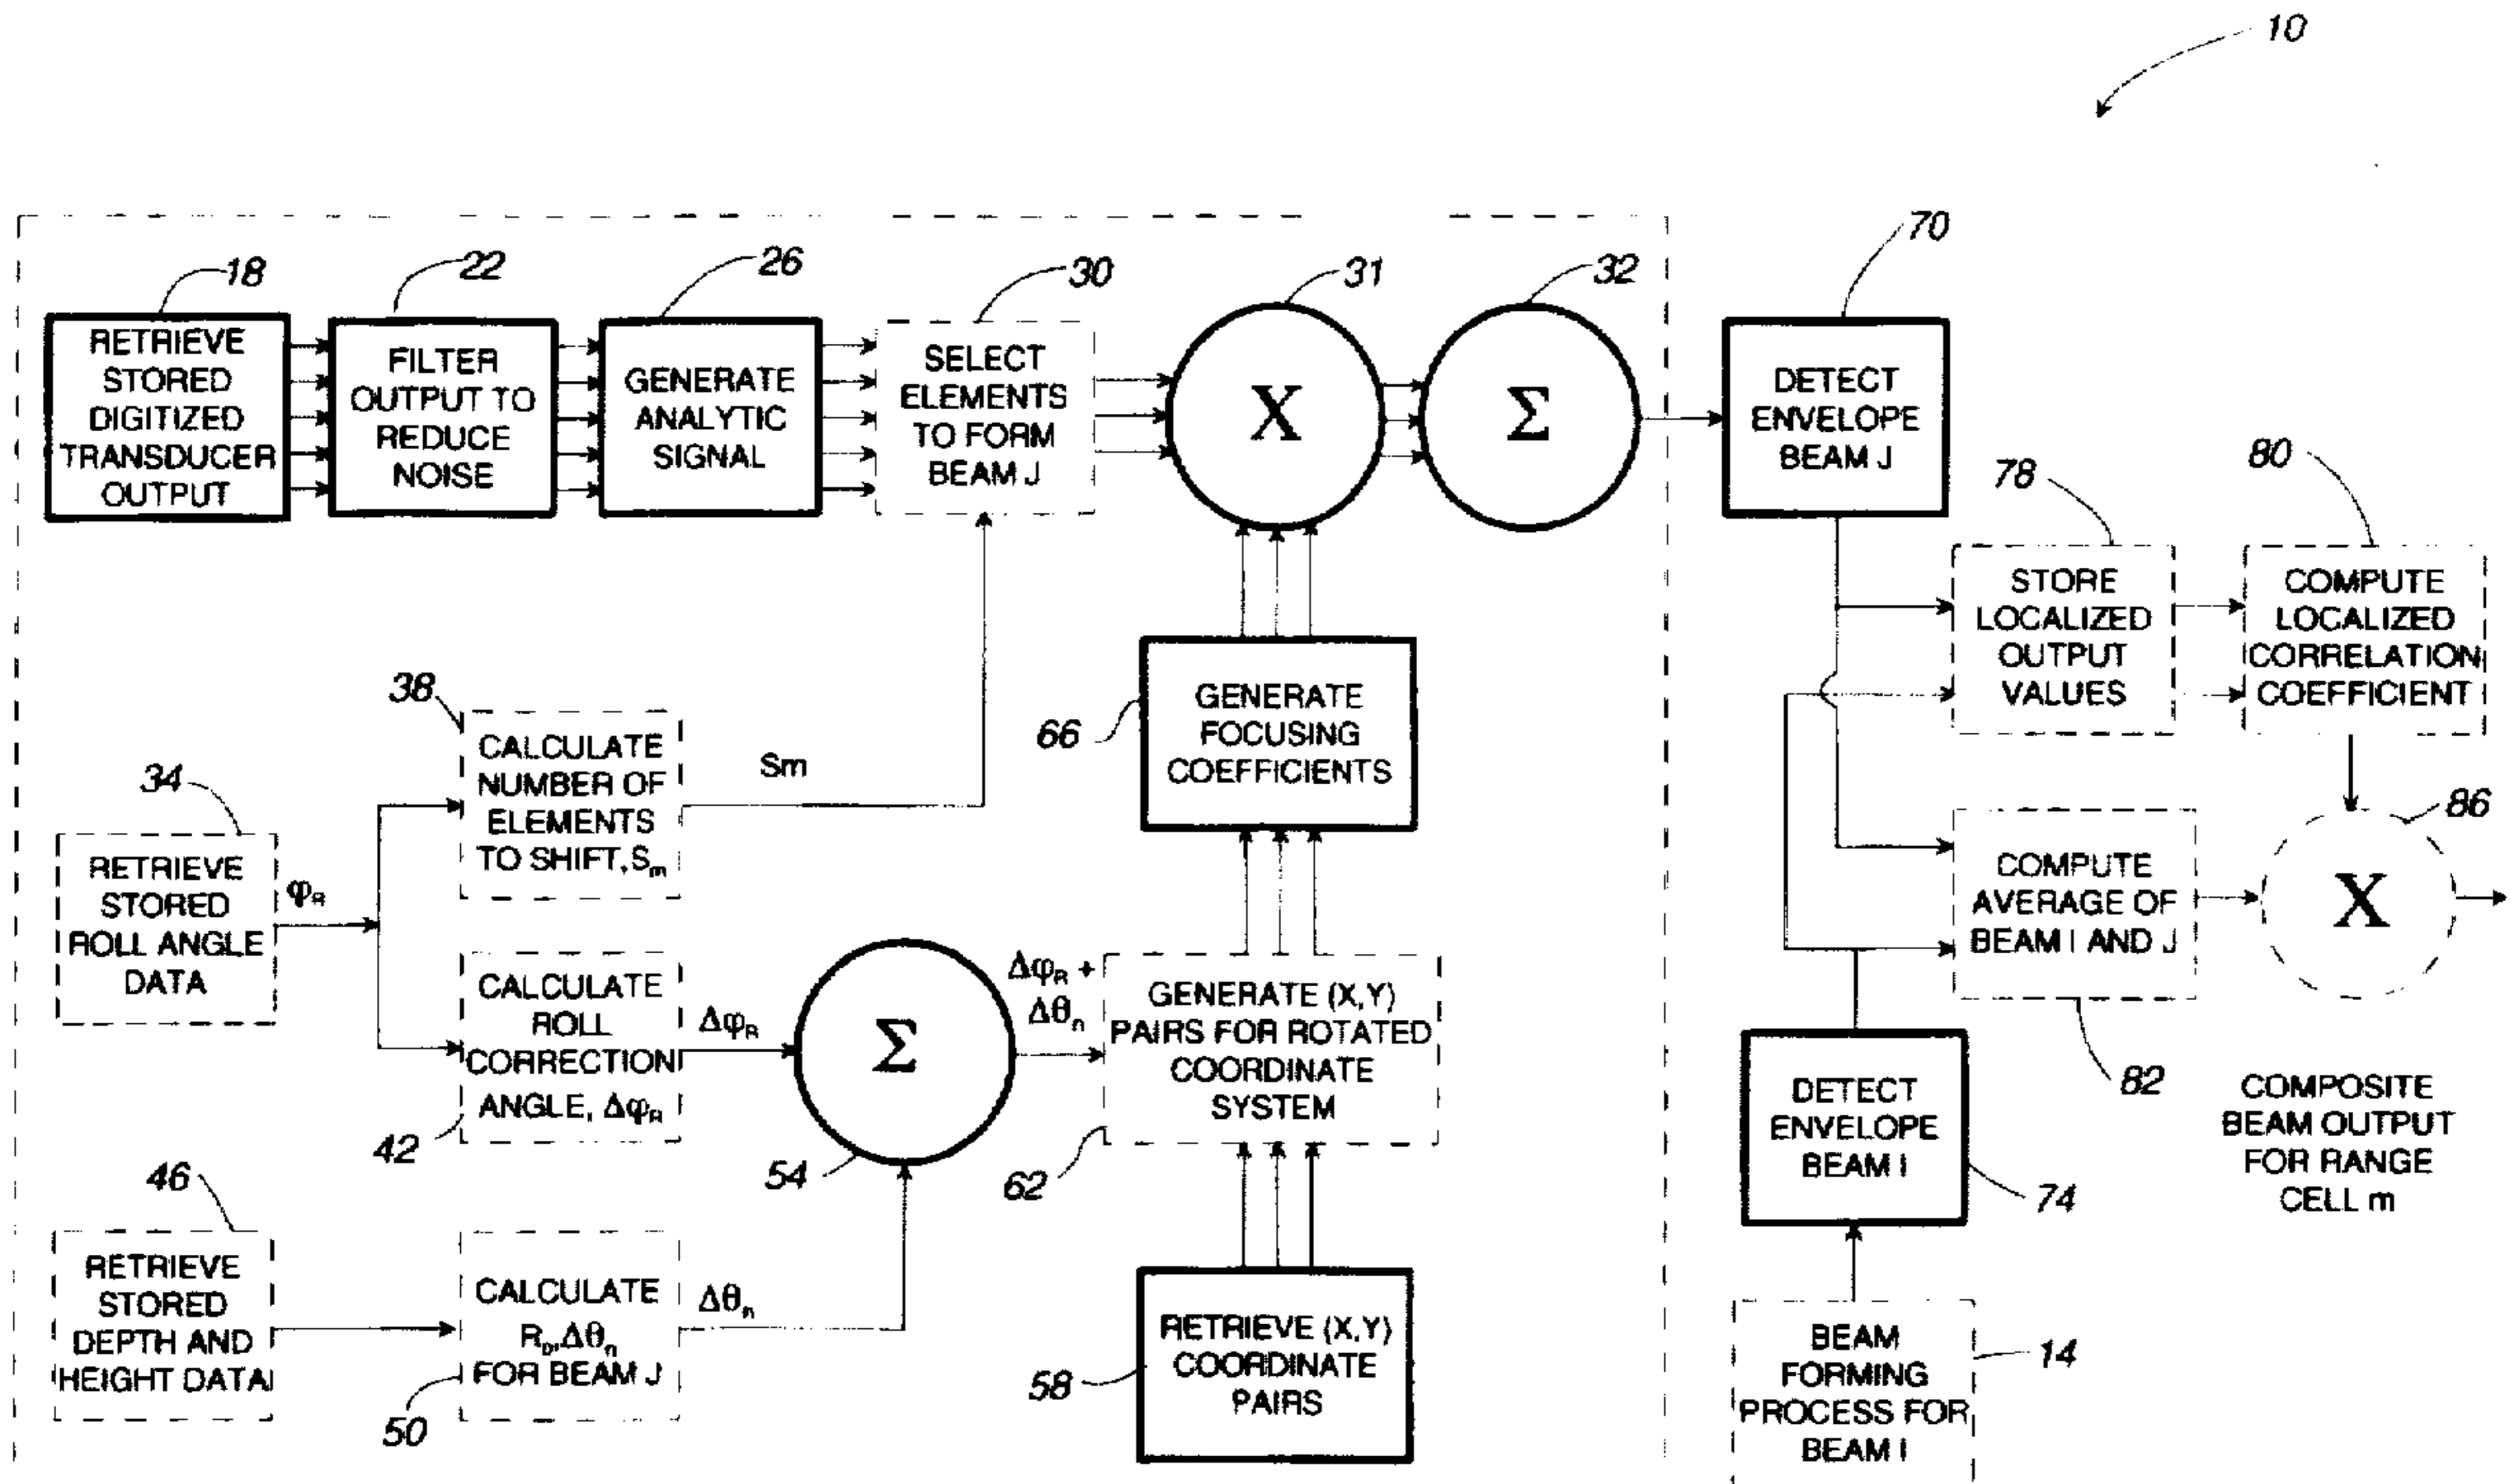 10
18
22
26
30
31
32
70
RETRIEVE
STORED
DIGITIZED
TRANSDUCER
OUTPUT
FILTER
OUTPUT TO
REDUCE
NOISE
GENERATE
ANALYTIC
SIGNAL
SELECT
ELEMENTS
TO FORM
BEAM J
X
Σ
DETECT
ENVELOPE
BEAM J
78
80
STORE
LOCALIZED
OUTPUT
VALUES
COMPUTE
LOCALIZED
CORRELATION
COEFFICIENT
38
CALCULATE
NUMBER OF
ELEMENTS
TO SHIFT, Sm
Sm
66
GENERATE
FOCUSING
COEFFICIENTS
34
RETRIEVE
STORED
ROLL ANGLE
DATA
φR
42
CALCULATE
ROLL
CORRECTION
ANGLE, ΔφR
ΔφR
Σ
54
ΔφR +
Δθn
62
GENERATE (X,Y)
PAIRS FOR ROTATED
COORDINATE
SYSTEM
COMPUTE
AVERAGE OF
BEAM I AND J
82
86
X
COMPOSITE
BEAM OUTPUT
FOR RANGE
CELL m
DETECT
ENVELOPE
BEAM I
74
46
RETRIEVE
STORED
DEPTH AND
HEIGHT DATA
50
CALCULATE
RD,Δθn
FOR BEAM J
Δθn
58
RETRIEVE (X,Y)
COORDINATE
PAIRS
BEAM
FORMING
PROCESS FOR
BEAM I
14